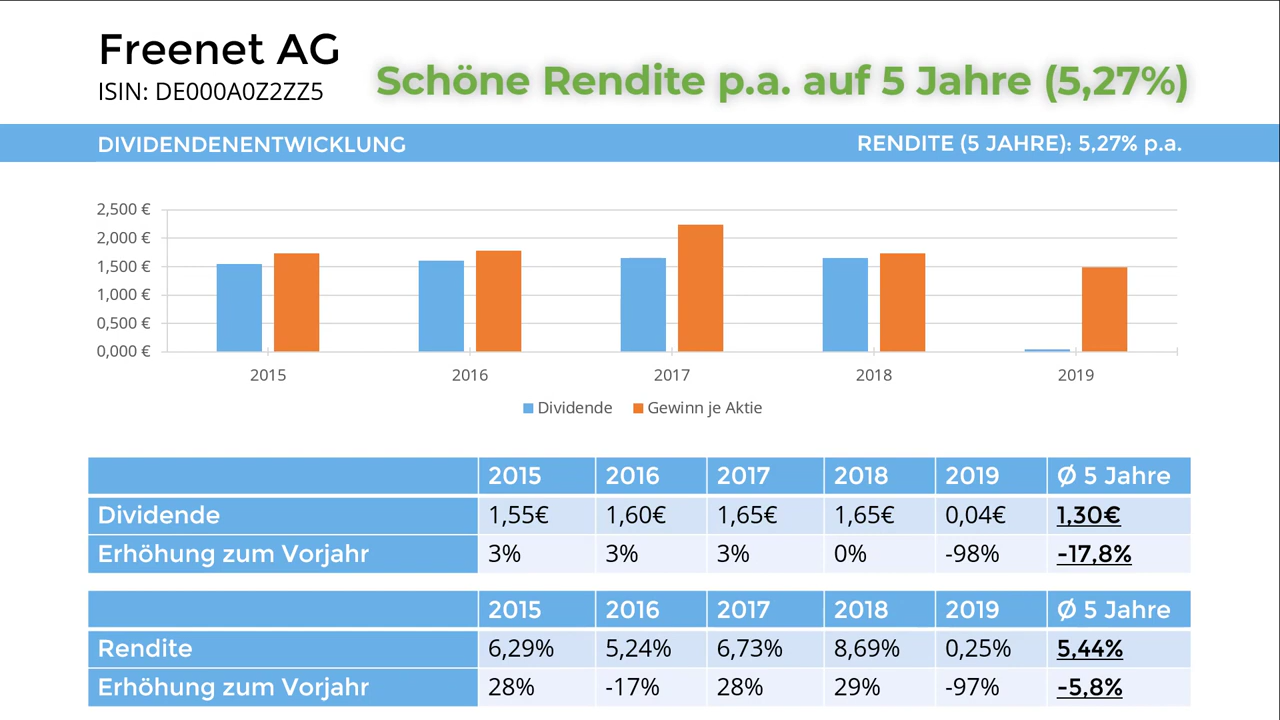 Freenet AG
ISIN: DE000A0Z2ZZ5
Schöne Rendite p.a. auf 5 Jahre (5,27%)
DIVIDENDENENTWICKLUNG RENDITE (5 JAHRE): 5,27% p.a.
2,500 €
2,000 €
1,500 €
1,000 €
0,500 €
0,000 €
2015 2016 2017 2018 2019
Dividende Gewinn je Aktie
2015 2016 2017 2018 2019 Ø 5 Jahre
Dividende 1,55€ 1,60€ 1,65€ 1,65€ 0,04€ 1,30€
Erhöhung zum Vorjahr 3% 3% 3% 0% -98% -17,8%
2015 2016 2017 2018 2019 Ø 5 Jahre
Rendite 6,29% 5,24% 6,73% 8,69% 0,25% 5,44%
Erhöhung zum Vorjahr 28% -17% 28% 29% -97% -5,8%